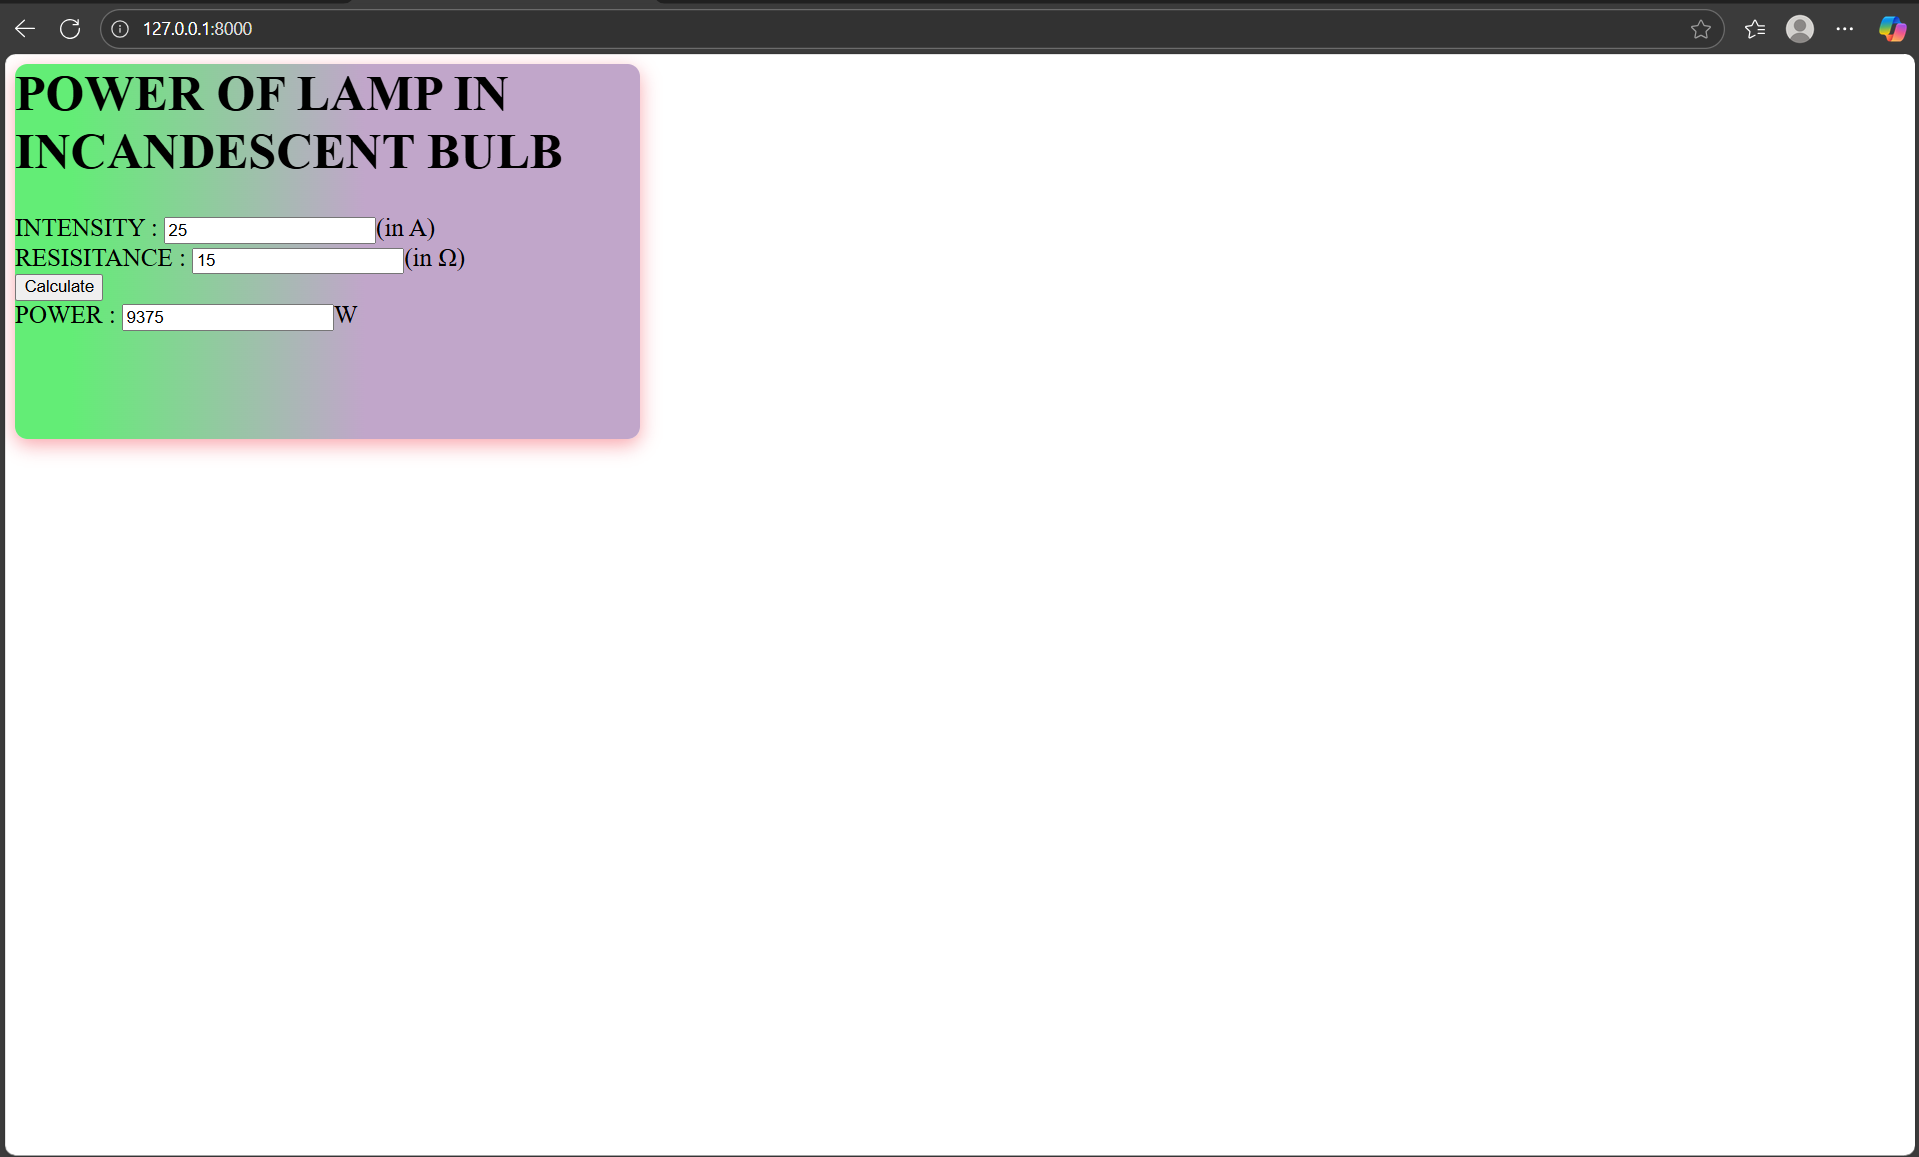 127.0.0.1:8000
POWER OF LAMP IN
INCANDESCENT BULB
INTENSITY : 25 (in A)
RESISITANCE : 15 (in Ω)
Calculate
POWER : 9375 W